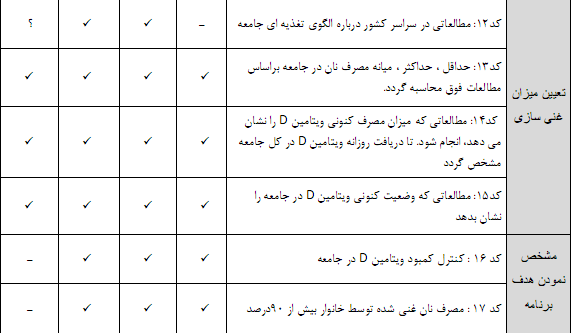 کد۱۲: مطالعاتی در سراسر کشور درباره الگوی تغذیه ای جامعه
– ✓ ✓ ؟
تعیین میزان
غنی سازی
کد۱۳: حداقل ، حداکثر ، میانه مصرف نان در جامعه براساس
مطالعات فوق محاسبه گردد.
✓ ✓ ✓ ✓
کد۱۴: مطالعاتی که میزان مصرف کنونی ویتامین D را نشان
می دهد، انجام شود. تا دریافت روزانه ویتامین D در کل جامعه
مشخص گردد
✓ ✓ ✓ ✓
کد۱۵: مطالعاتی که وضعیت کنونی ویتامین D در جامعه را
نشان بدهد
✓ ✓ ✓ ✓
مشخص
نمودن هدف
برنامه
کد ۱۶ : کنترل کمبود ویتامین D در جامعه
✓ ✓ ✓ –
کد ۱۷ : مصرف نان غنی شده توسط خانوار بیش از ۹۰درصد
✓ ✓ ✓ –